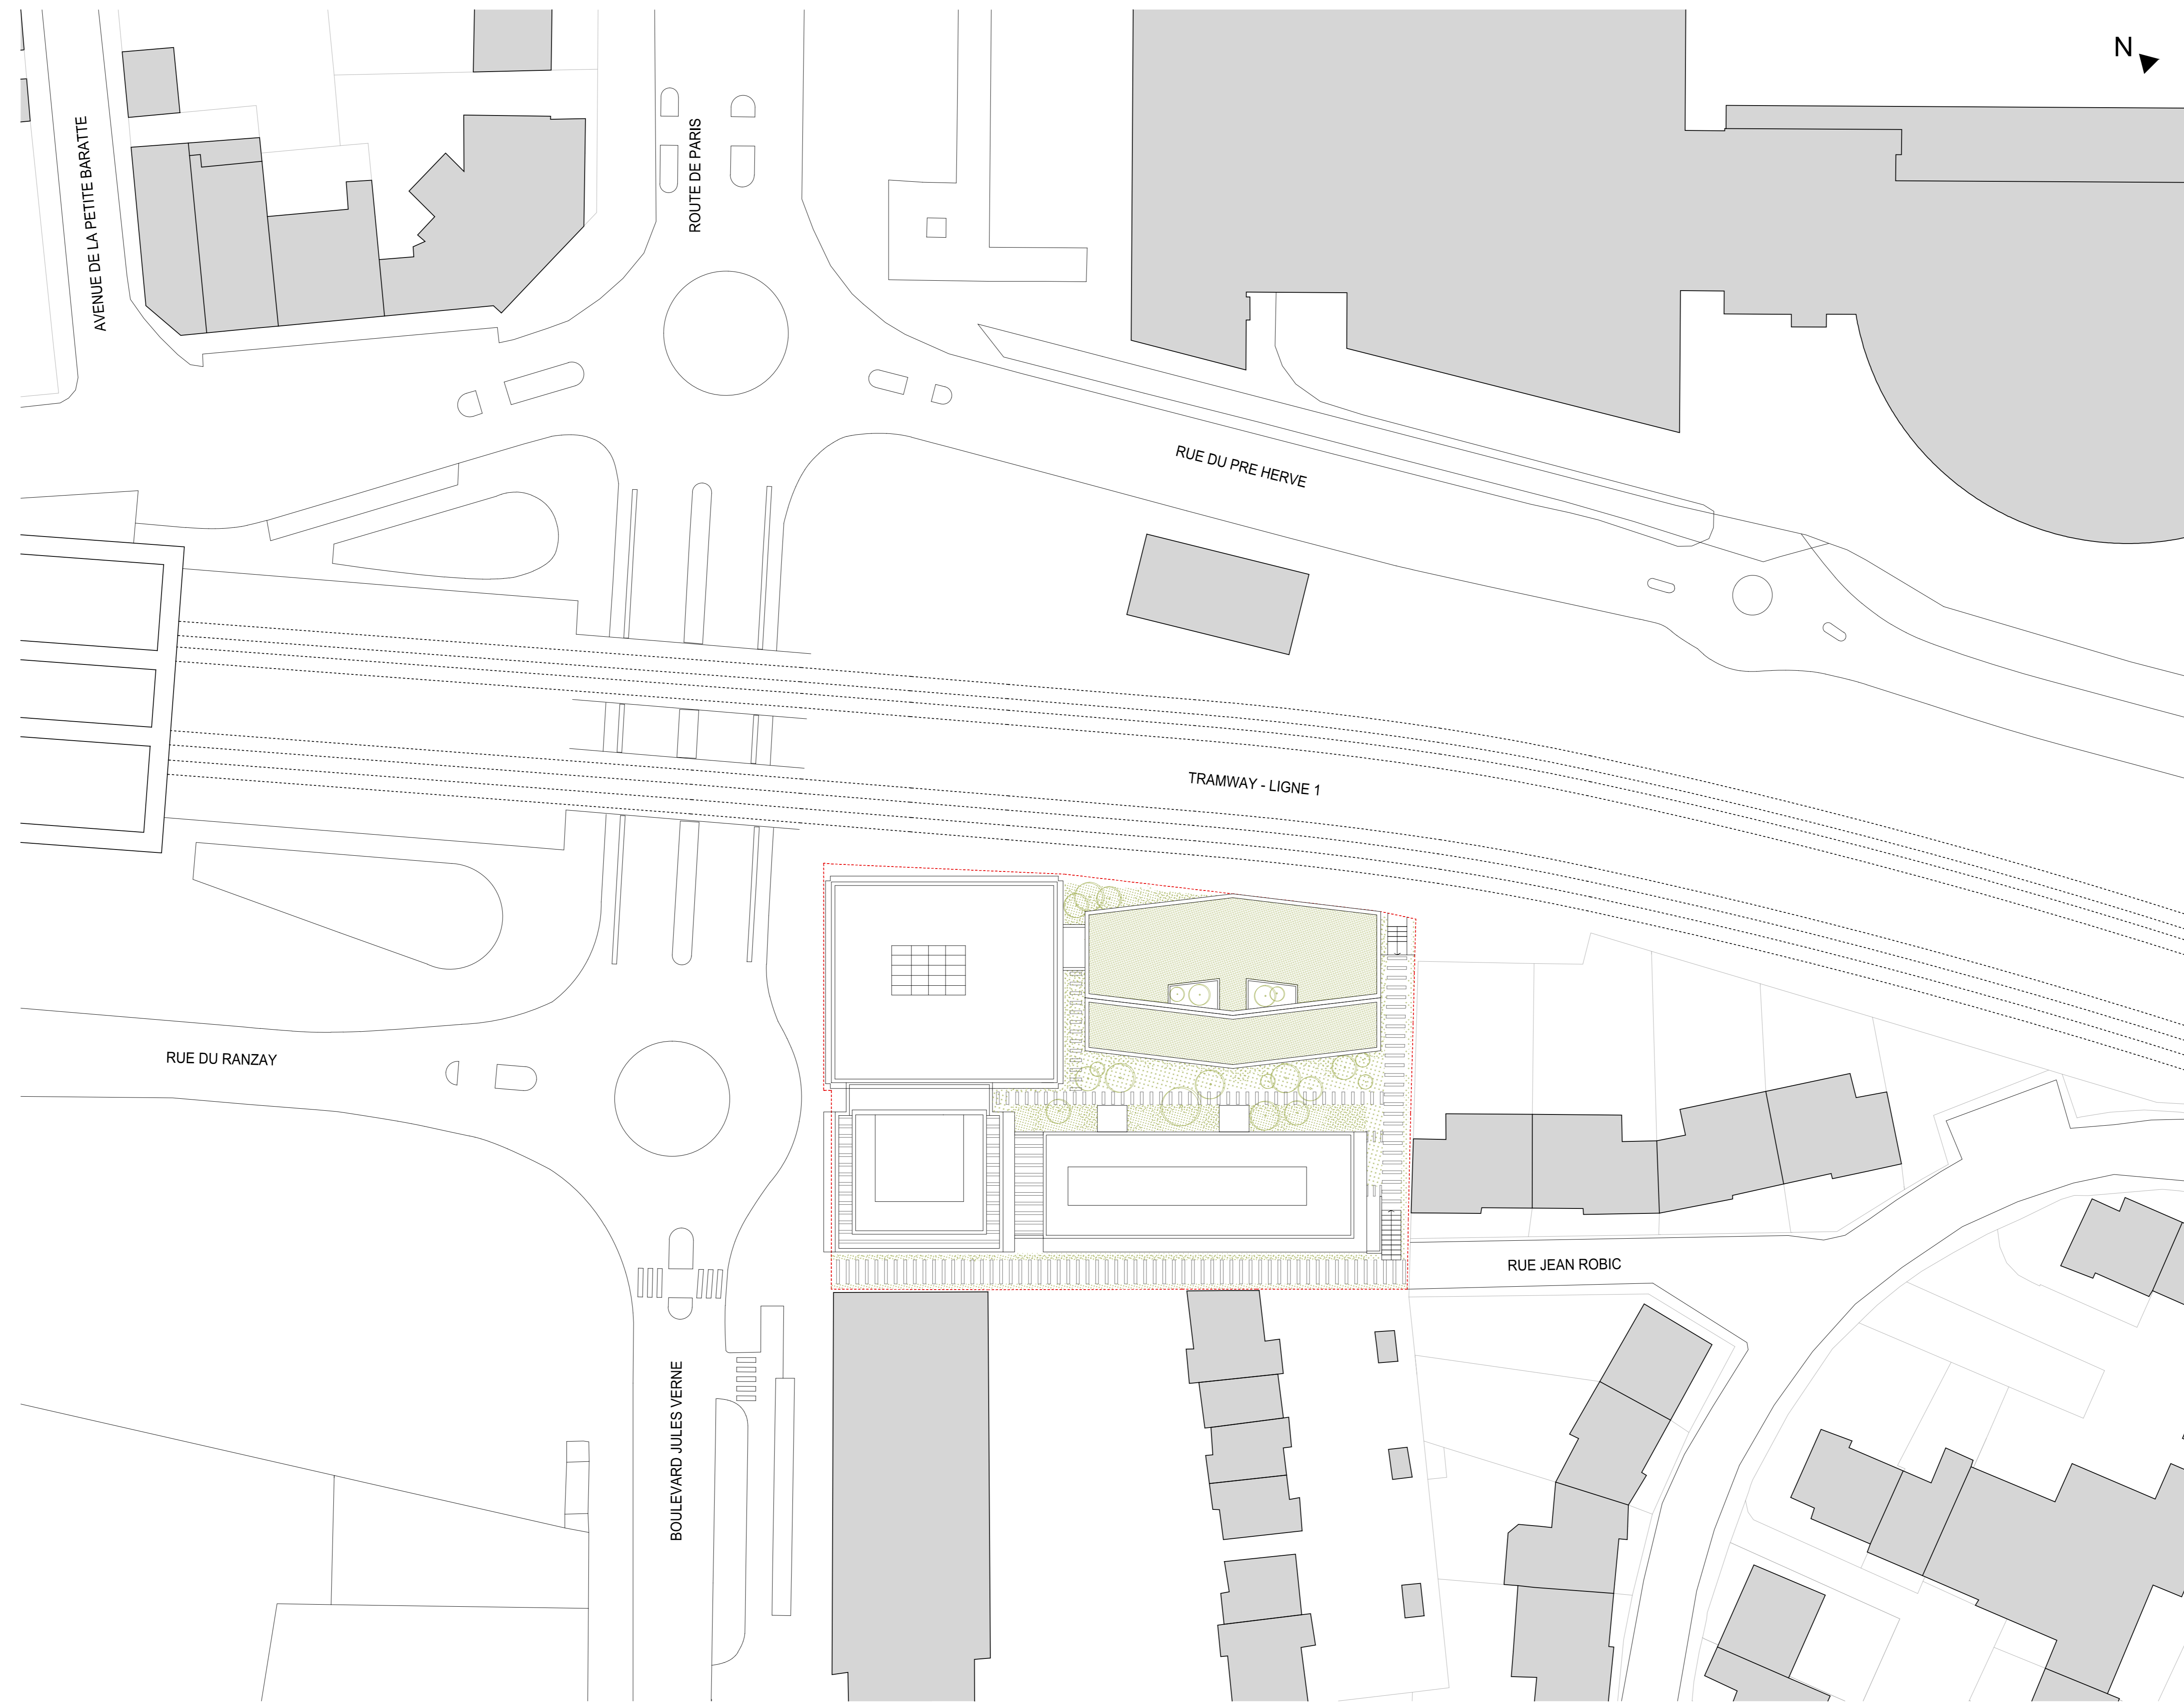 N
AVENUE DE LA PETITE BARATTE
ROUTE DE PARIS
RUE DU PRE HERVE
TRAMWAY - LIGNE 1
RUE DU RANZAY
RUE JEAN ROBIC
BOULEVARD JULES VERNE